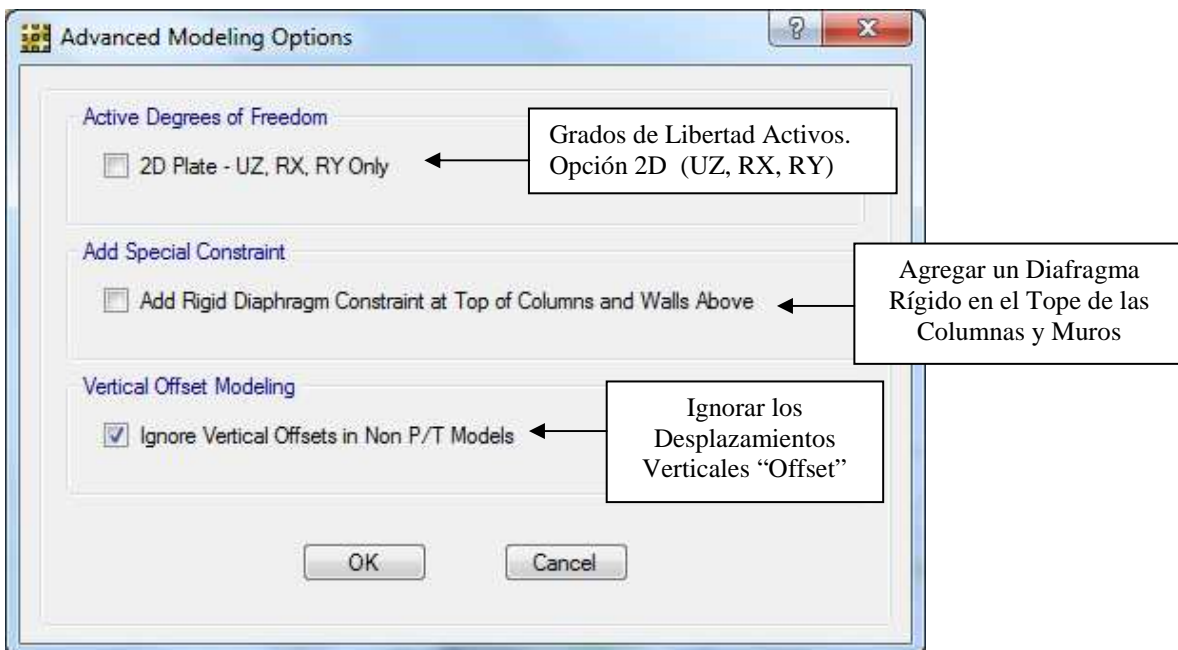 Advanced Modeling Options
Active Degrees of Freedom
2D Plate - UZ, RX, RY Only
Grados de Libertad Activos.
Opción 2D (UZ, RX, RY)
Add Special Constraint
Add Rigid Diaphragm Constraint at Top of Columns and Walls Above
Agregar un Diafragma
Rígido en el Tope de las
Columnas y Muros
Vertical Offset Modeling
Ignore Vertical Offsets in Non P/T Models
Ignorar los
Desplazamientos
Verticales “Offset”
OK
Cancel